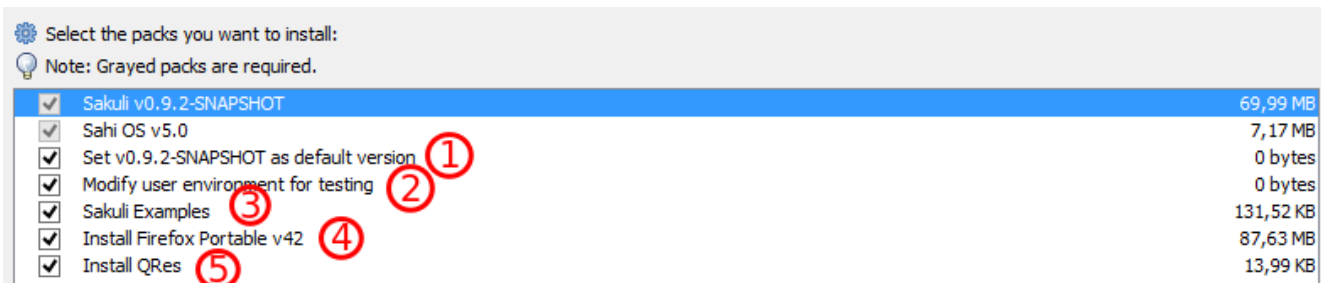 Select the packs you want to install:
Note: Grayed packs are required.
Sakuli v0.9.2-SNAPSHOT 69,99 MB
Sahi OS v5.0 7,17 MB
Set v0.9.2-SNAPSHOT as default version 1 0 bytes
Modify user environment for testing 2 0 bytes
Sakuli Examples 3 131,52 KB
Install Firefox Portable v42 4 87,63 MB
Install QRes 5 13,99 KB